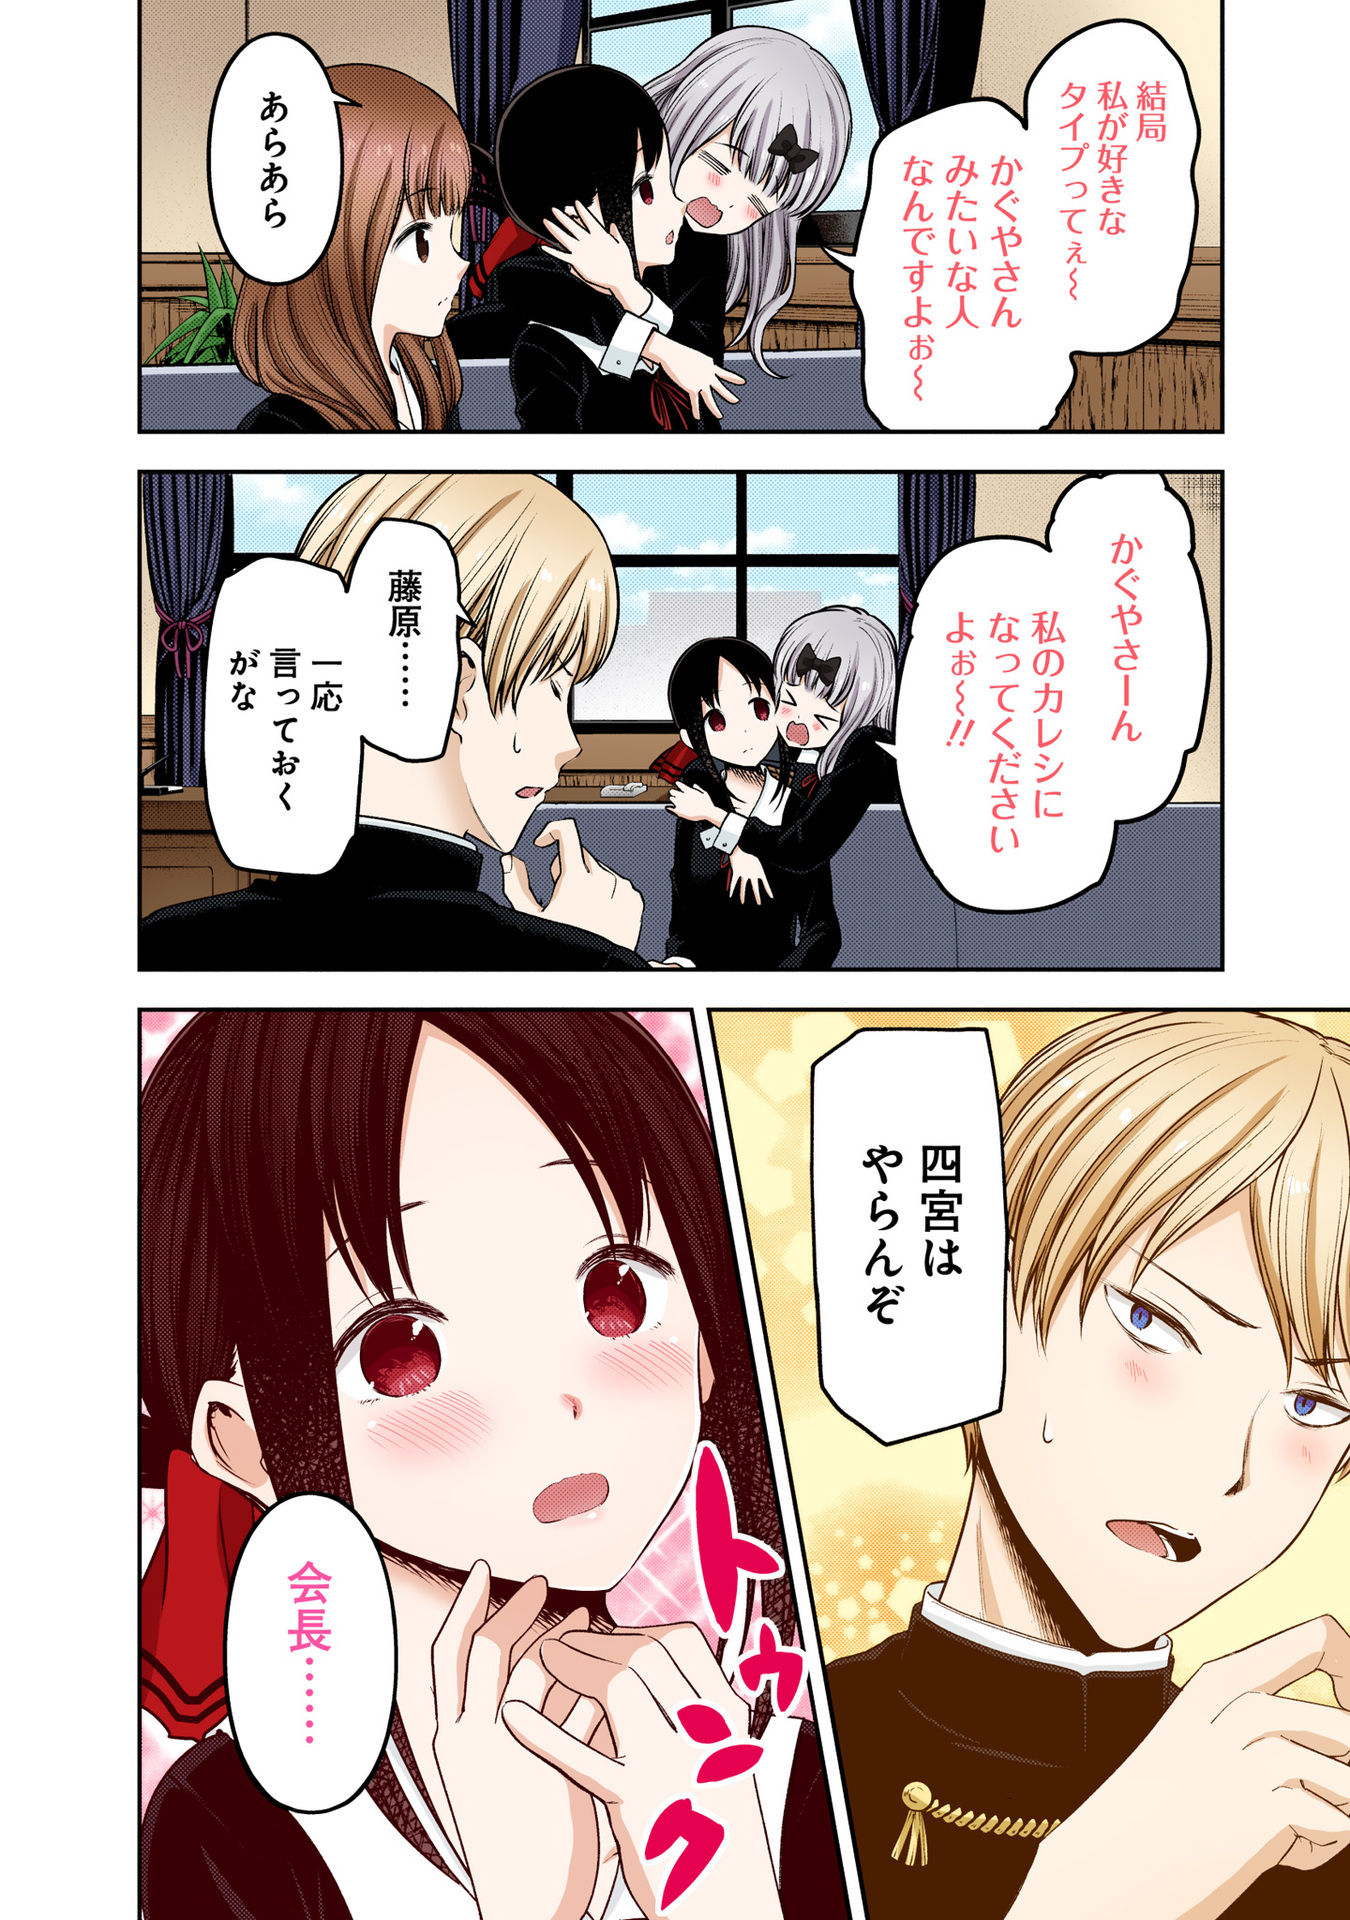 結局
私が好きな
タイプってぇ〜
かぐやさん
みたいな人
なんですよぉ〜
あらあら
かぐやさーん
私のカレシに
なってください
よぉ〜!!
藤原……
一応
言っておく
がな
四宮は
やらんぞ
トゥンク
会長……